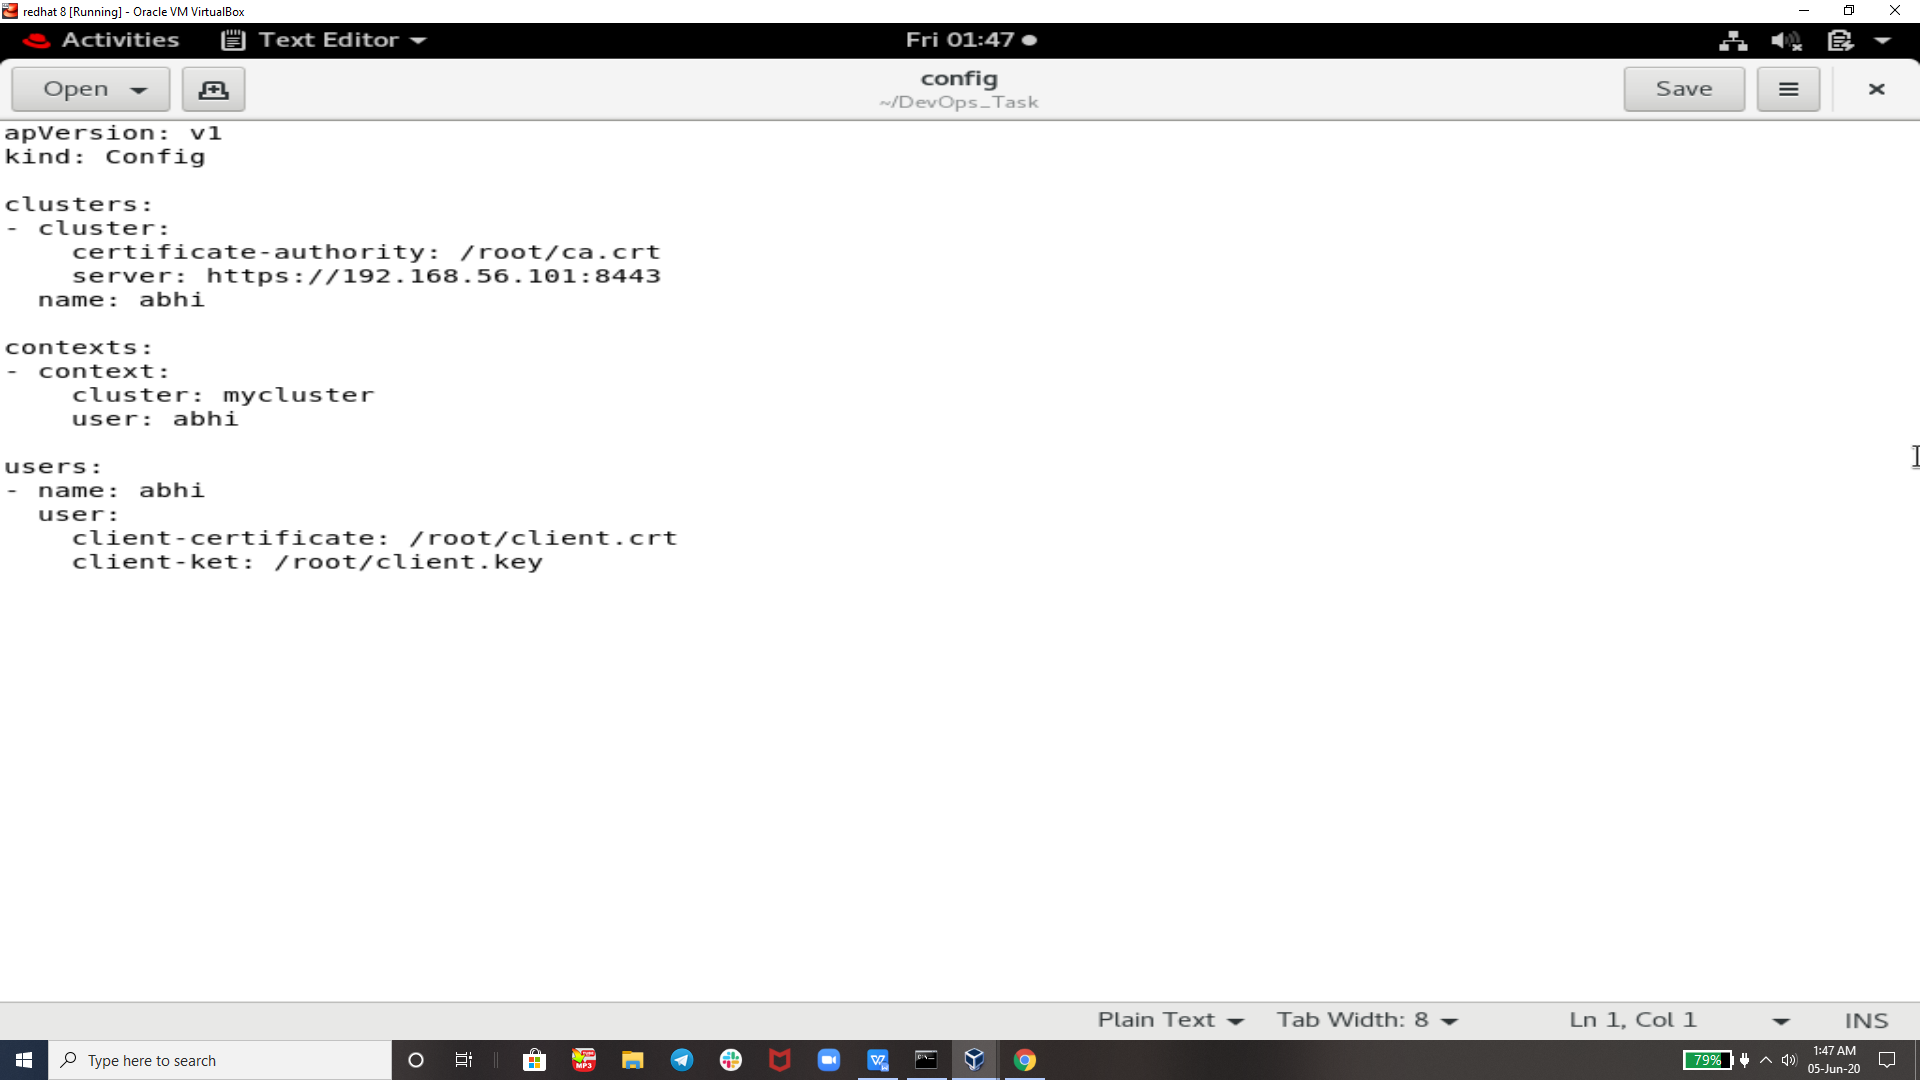 redhat 8 [Running] - Oracle VM VirtualBox
Activities Text Editor Fri 01:47
Open config Save
~/DevOps_Task
apVersion: v1
kind: Config
clusters:
- cluster:
certificate-authority: /root/ca.crt
server: https://192.168.56.101:8443
name: abhi
contexts:
- context:
cluster: mycluster
user: abhi
users:
- name: abhi
user:
client-certificate: /root/client.crt
client-ket: /root/client.key
Plain Text Tab Width: 8 Ln 1, Col 1 INS
Type here to search
MP3
79%
1:47 AM
05-Jun-20